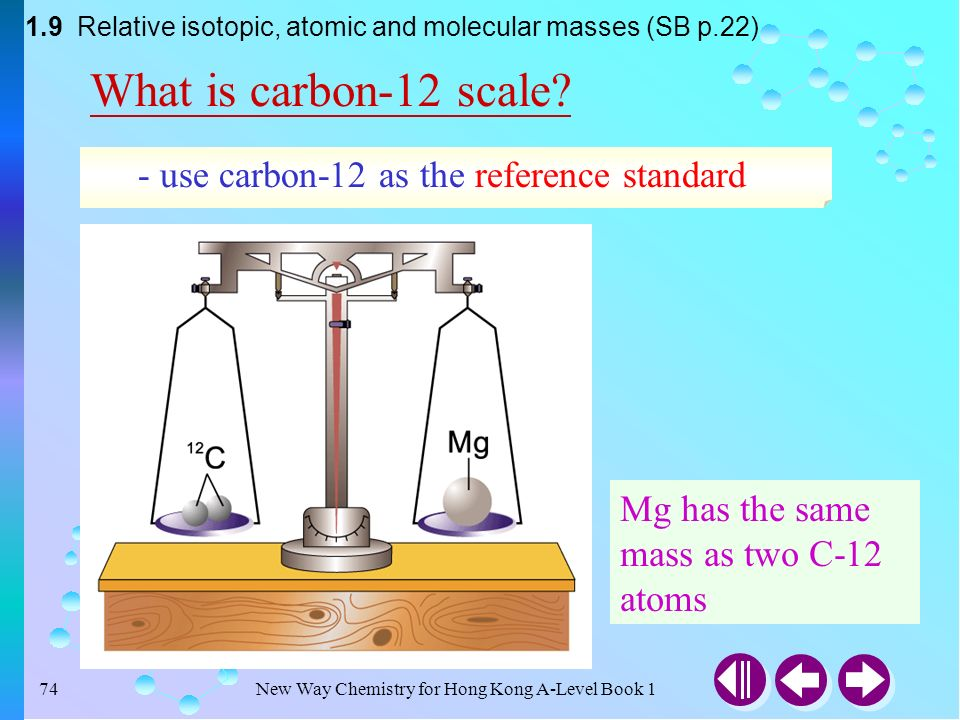 1.9 Relative isotopic, atomic and molecular masses (SB p.22)
What is carbon-12 scale?
- use carbon-12 as the reference standard
12C
Mg
Mg has the same
mass as two C-12
atoms
74
New Way Chemistry for Hong Kong A-Level Book 1